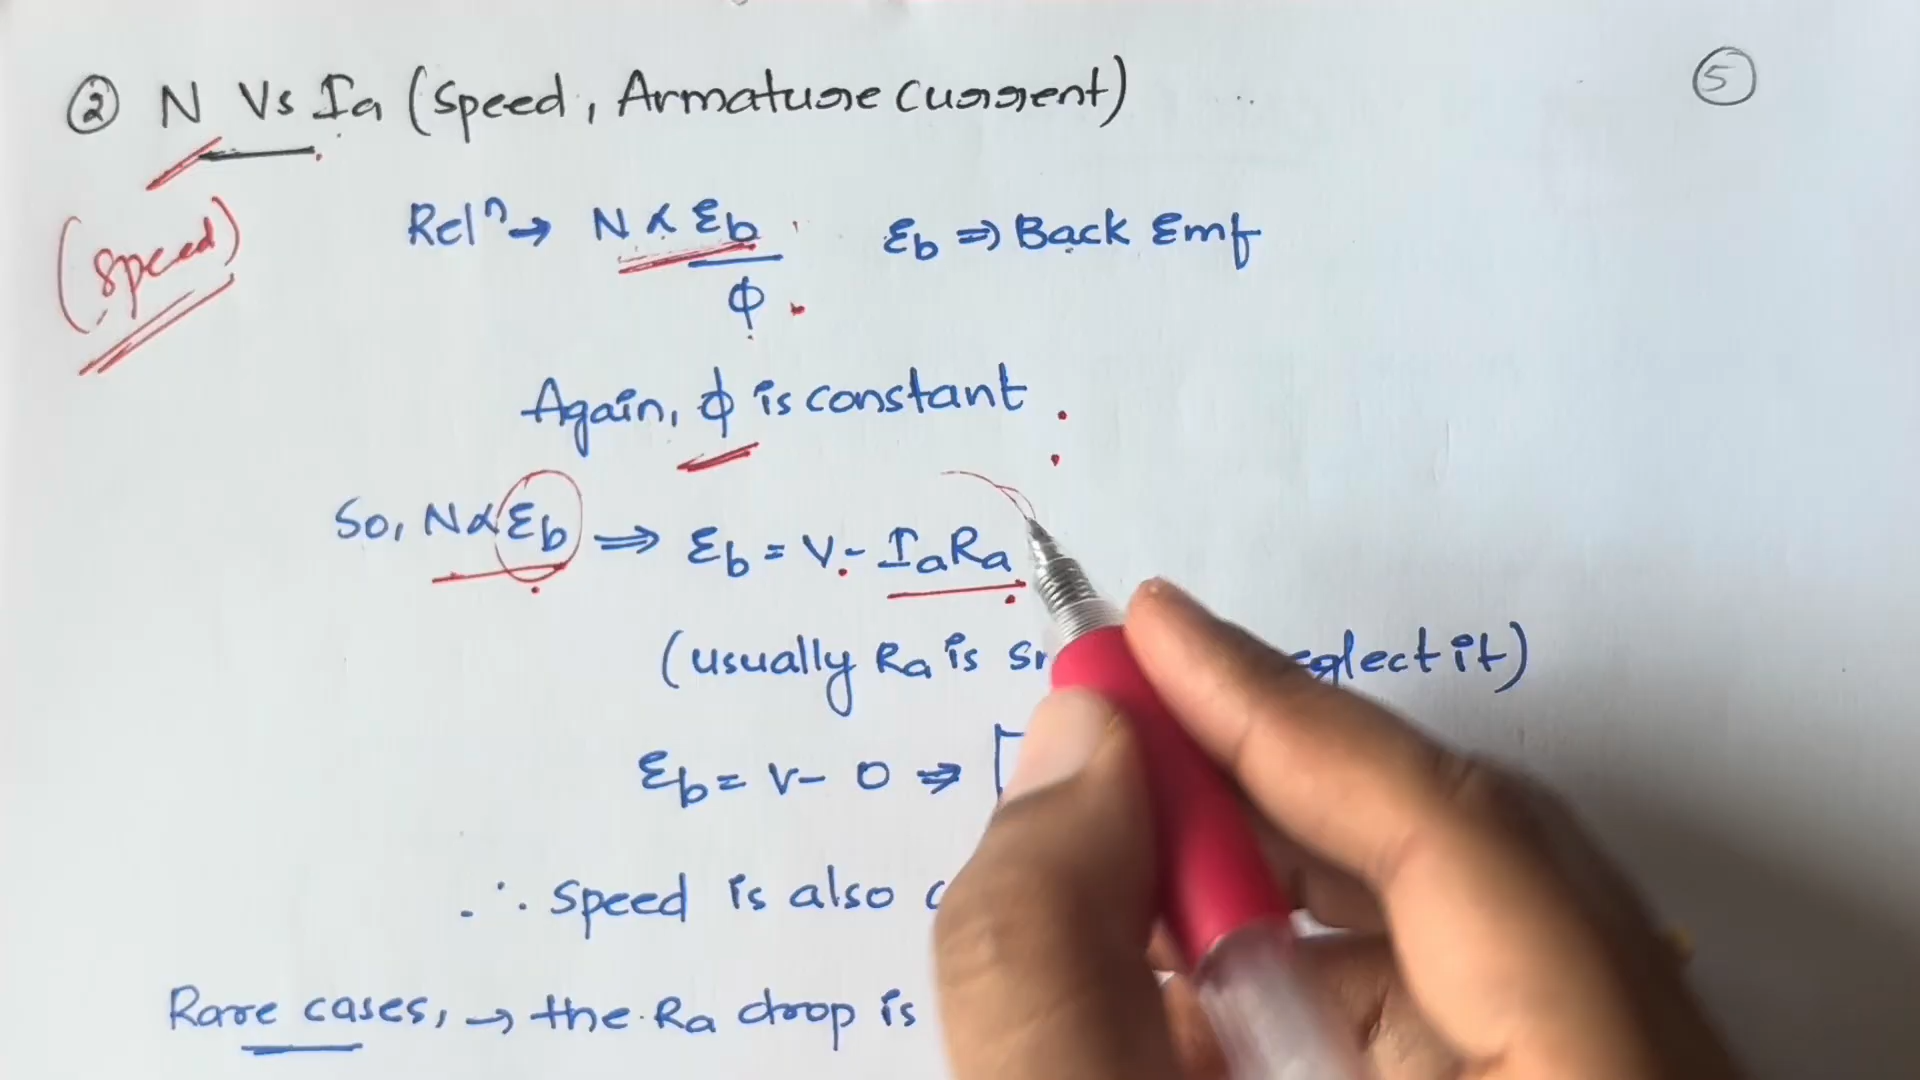 ② N Vs Ia (Speed, Armature current)
⑤
(Speed)
Relⁿ → N ∝ Eb
ϕ
Eb ⇒ Back Emf
Again, ϕ is constant
So, N ∝ Eb ⇒ Eb = V - IaRa
(usually Ra is it)
Eb = V - 0 ⇒
∴ Speed is also
Rare cases, → the Ra drop is